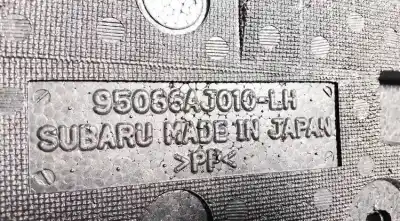 95066AJ010-LH
SUBARU MADE IN JAPAN
>PP<